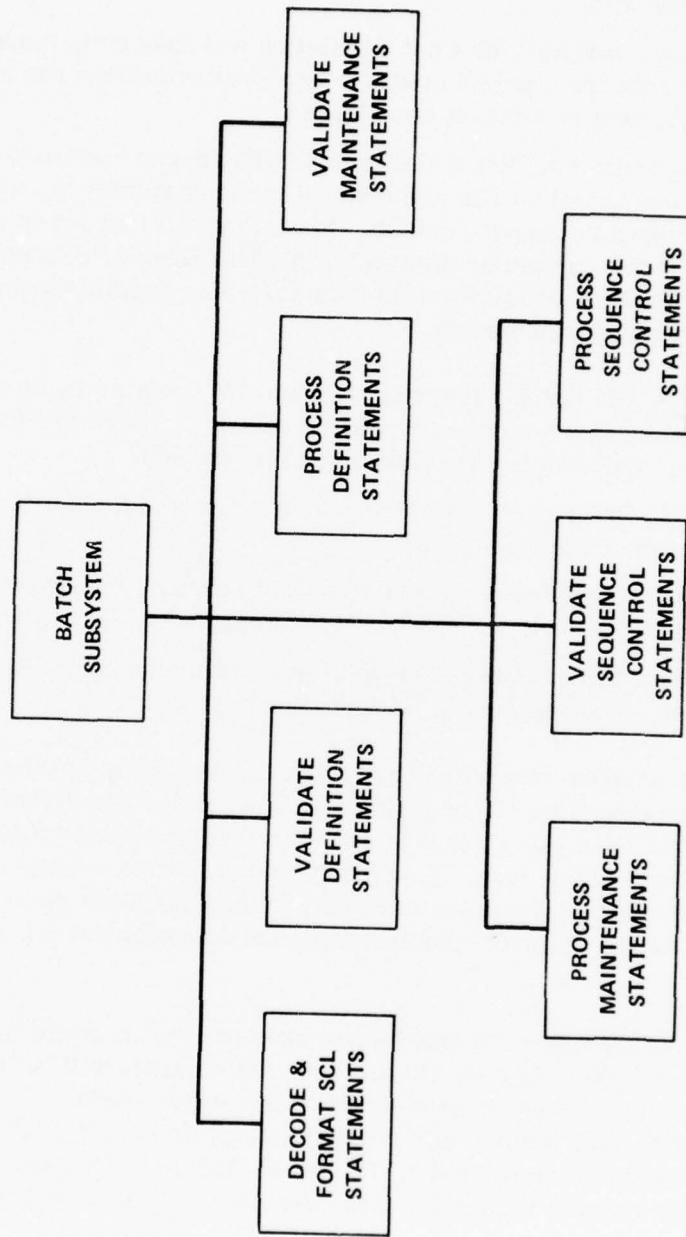 BATCH
SUBSYSTEM
DECODE &
FORMAT SCL
STATEMENTS
VALIDATE
DEFINITION
STATEMENTS
PROCESS
DEFINITION
STATEMENTS
VALIDATE
MAINTENANCE
STATEMENTS
PROCESS
MAINTENANCE
STATEMENTS
VALIDATE
SEQUENCE
CONTROL
STATEMENTS
PROCESS
SEQUENCE
CONTROL
STATEMENTS